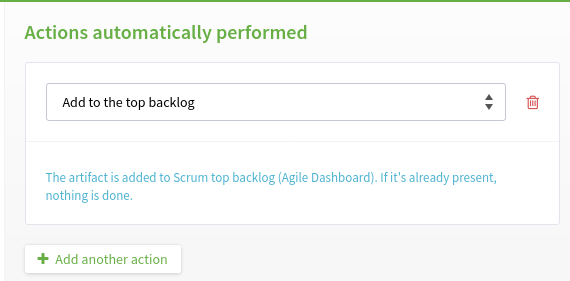 Actions automatically performed
Add to the top backlog
The artifact is added to Scrum top backlog (Agile Dashboard). If it's already present,
nothing is done.
Add another action